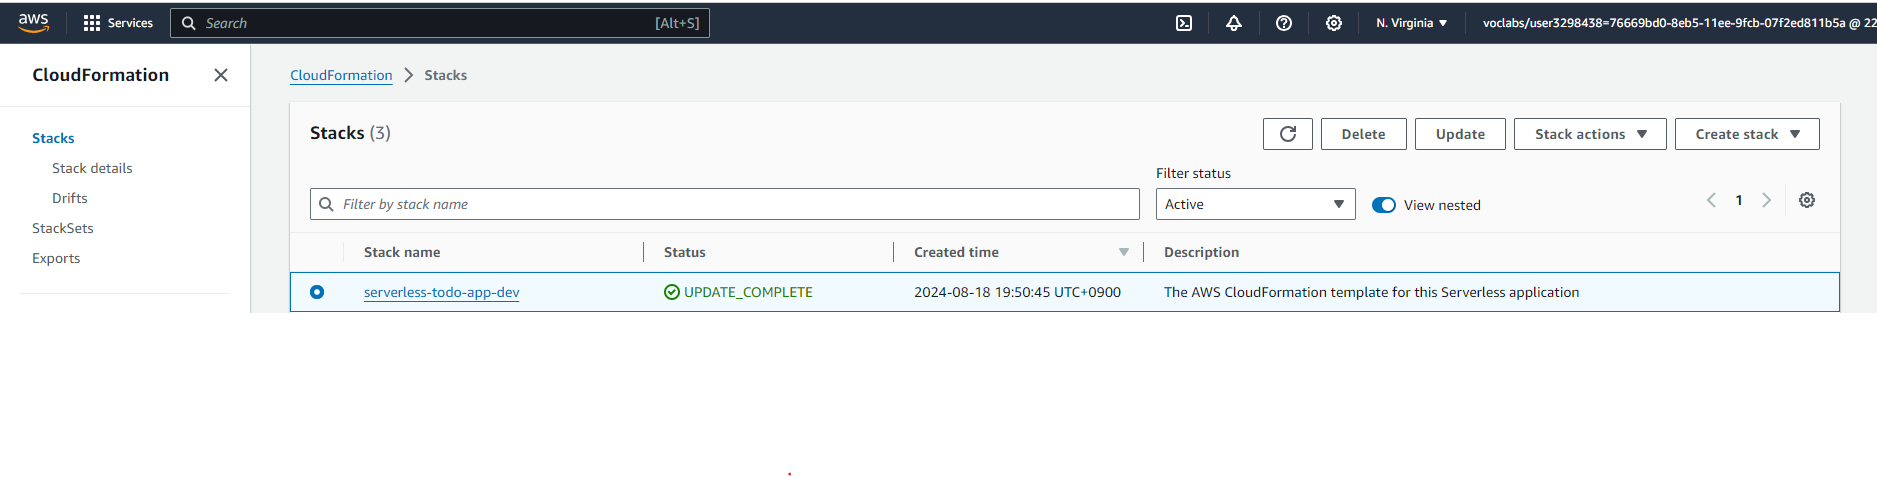 aws Services Search [Alt+S] N. Virginia voclabs/user3298438=76669bd0-8eb5-11ee-9fcb-07f2ed811b5a @ 22
CloudFormation
Stacks
Stack details
Drifts
StackSets
Exports
CloudFormation > Stacks
Stacks (3)
Delete Update Stack actions Create stack
Filter status
Filter by stack name Active View nested 1
Stack name Status Created time Description
serverless-todo-app-dev UPDATE_COMPLETE 2024-08-18 19:50:45 UTC+0900 The AWS CloudFormation template for this Serverless application